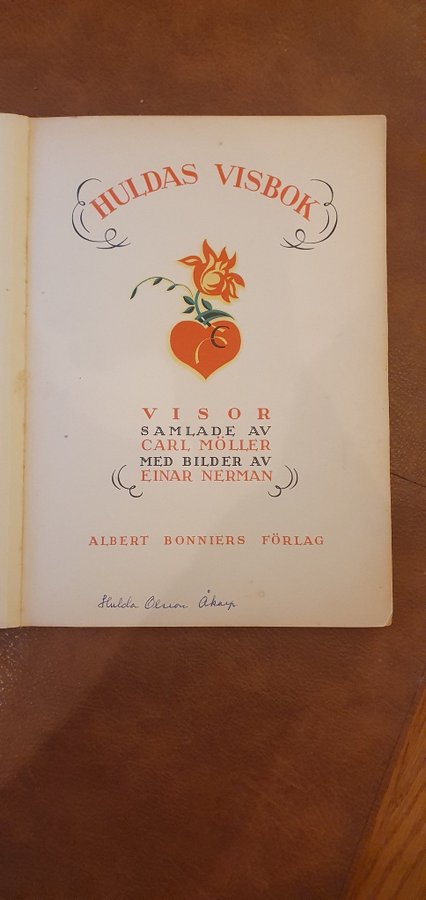 HULDAS VISBOK
VISOR
SAMLADE AV
CARL MÖLLER
MED BILDER AV
EINAR NERMAN
ALBERT BONNIERS FÖRLAG
Hulda Olsson Åkarp